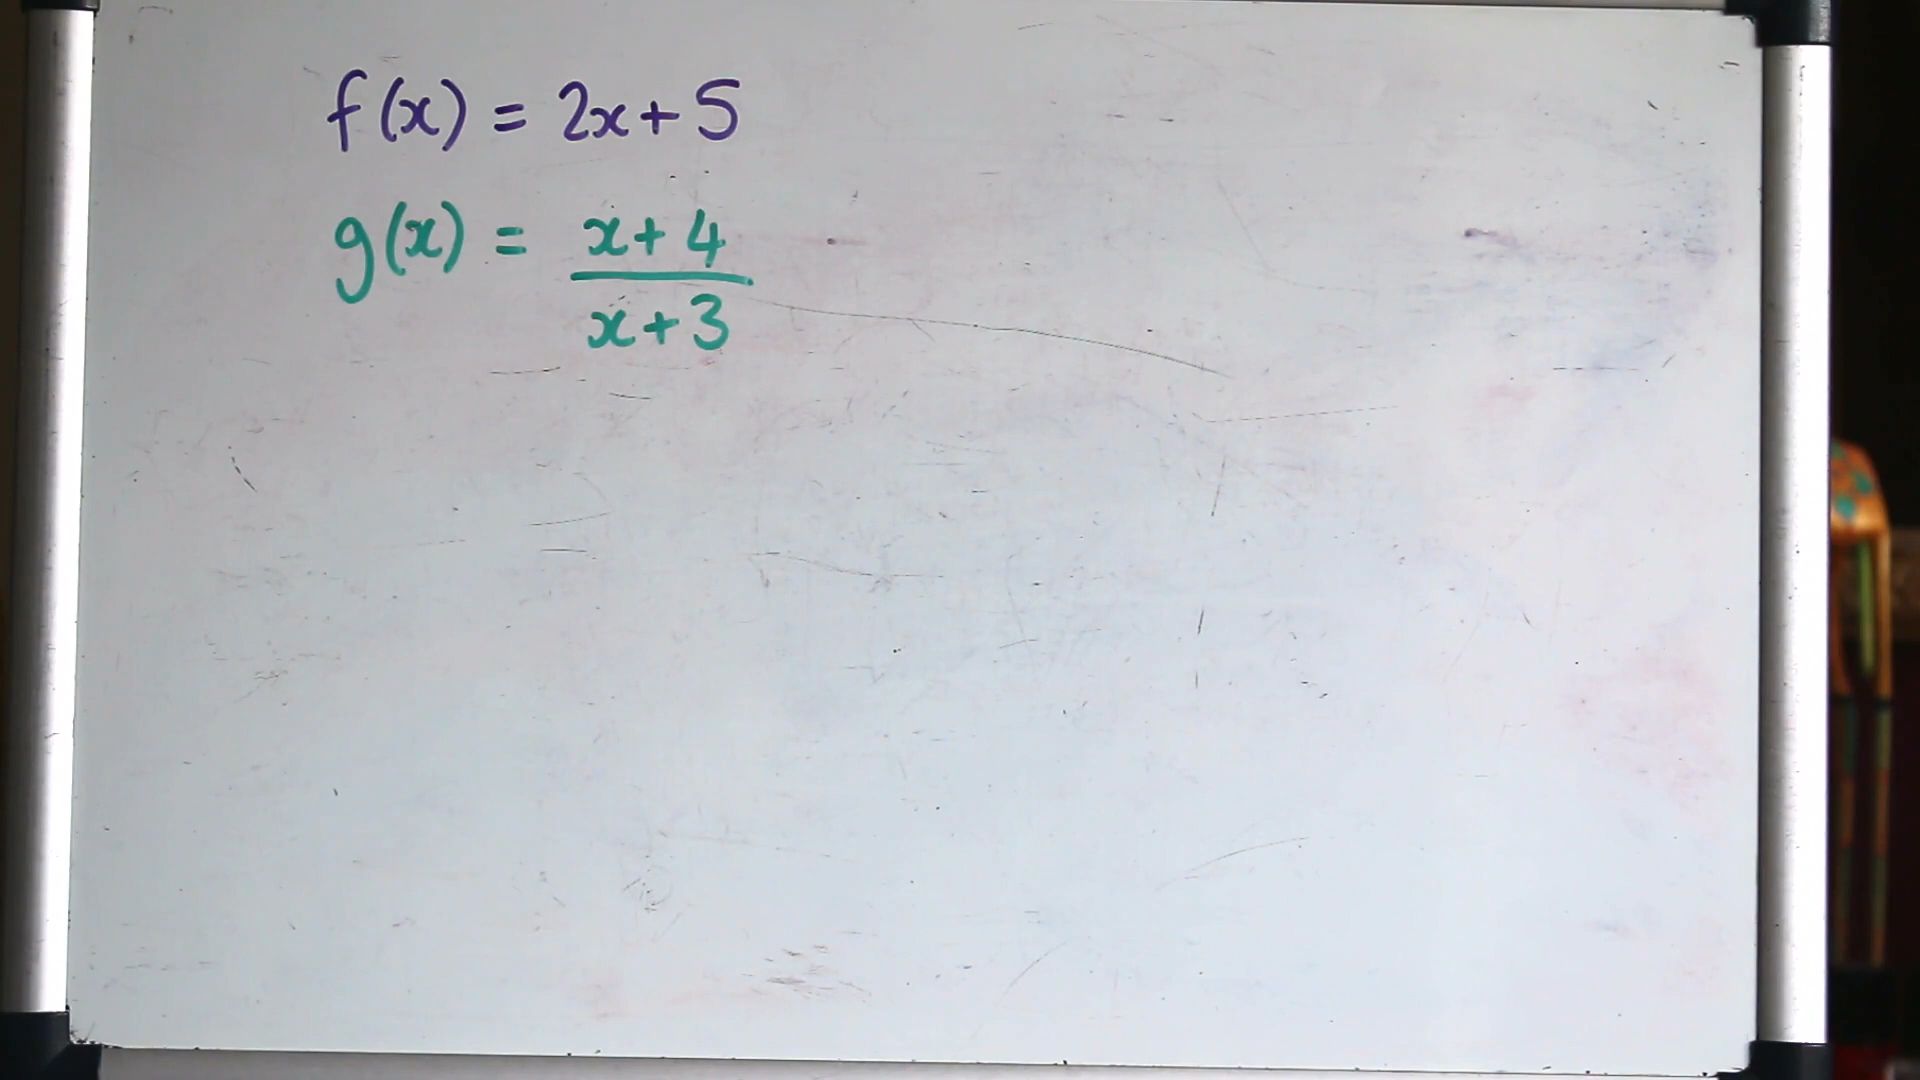 f(x) = 2x + 5
g(x) = x + 4
x + 3